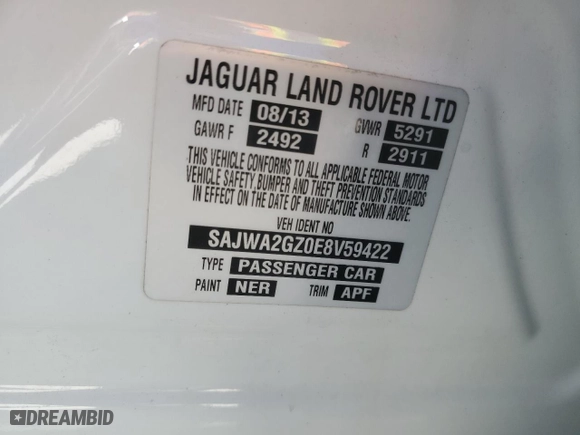 JAGUAR LAND ROVER LTD
MFD DATE 08/13 GVWR 5291
GAWR F 2492 R 2911
THIS VEHICLE CONFORMS TO ALL APPLICABLE FEDERAL MOTOR
VEHICLE SAFETY, BUMPER AND THEFT PREVENTION STANDARDS
IN EFFECT ON THE DATE OF MANUFACTURE SHOWN ABOVE.
VEH IDENT NO
SAJWA2GZ0E8V59422
TYPE PASSENGER CAR
PAINT NER TRIM APF
DREAMBID